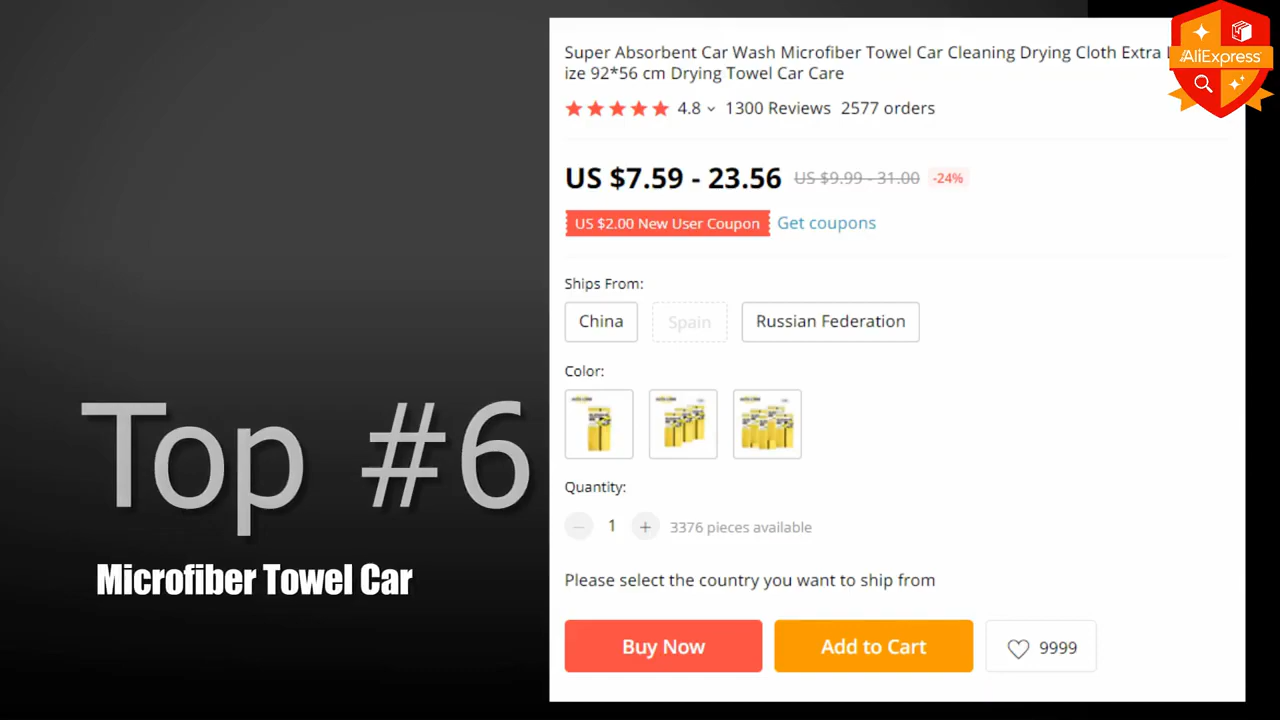 Super Absorbent Car Wash Microfiber Towel Car Cleaning Drying Cloth Extra
ize 92*56 cm Drying Towel Car Care
4.8 1300 Reviews 2577 orders
US $7.59 - 23.56 US $9.99 - 31.00 -24%
US $2.00 New User Coupon Get coupons
Ships From:
China Spain Russian Federation
Color:
Quantity:
− 1 + 3376 pieces available
Please select the country you want to ship from
Buy Now Add to Cart 9999
AliExpress
Top #6
Microfiber Towel Car